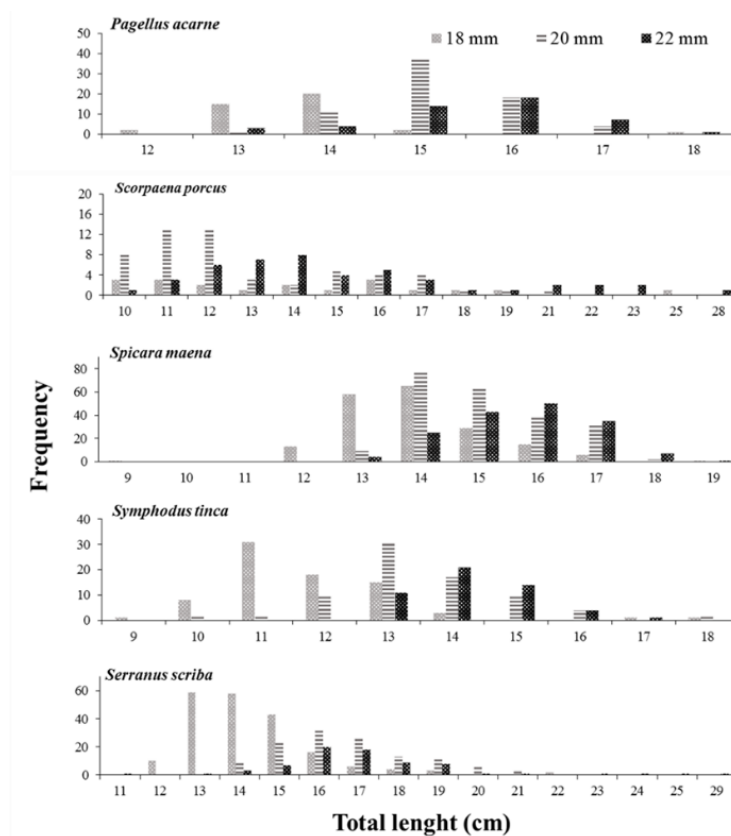 Pagellus acarne
18 mm 20 mm 22 mm
50
40
30
20
10
0
12 13 14 15 16 17 18
Scorpaena porcus
20
16
12
8
4
0
10 11 12 13 14 15 16 17 18 19 21 22 23 25 28
Spicara maena
80
60
40
20
0
9 10 11 12 13 14 15 16 17 18 19
Symphodus tinca
40
30
20
10
0
9 10 11 12 13 14 15 16 17 18
Serranus scriba
60
40
20
0
11 12 13 14 15 16 17 18 19 20 21 22 23 24 25 29
Frequency
Total lenght (cm)